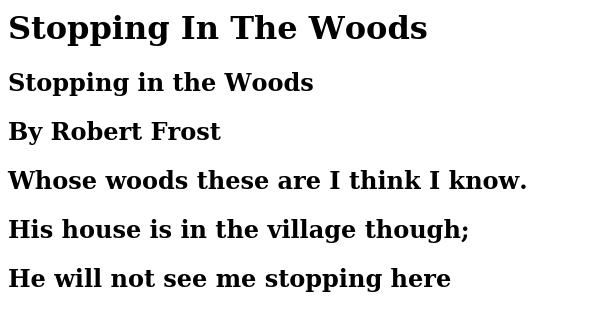 Stopping In The Woods
Stopping in the Woods
By Robert Frost
Whose woods these are I think I know.
His house is in the village though;
He will not see me stopping here